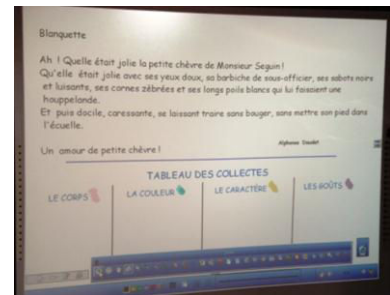 Blanquette
Ah ! Quelle était jolie la petite chèvre de Monsieur Seguin !
Qu'elle était jolie avec ses yeux doux, sa barbiche de sous-officier, ses sabots noirs
et luisants, ses cornes zébrées et ses longs poils blancs qui lui faisaient une
houppelande.
Et puis docile, caressante, se laissant traire sans bouger, sans mettre son pied dans
l'écuelle.
Un amour de petite chèvre !
Alphonse Daudet
TABLEAU DES COLLECTES
LE CORPS LA COULEUR LE CARACTÈRE LES GOÛTS